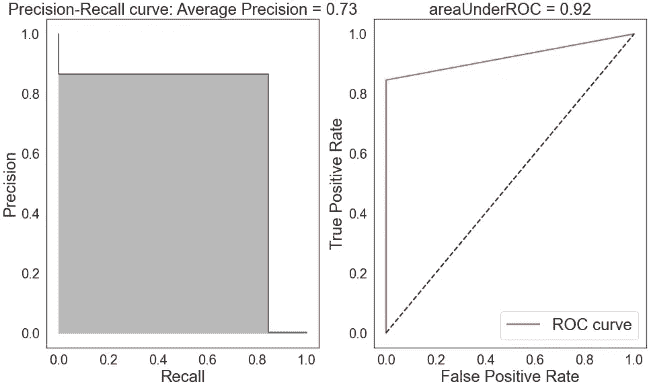 Precision-Recall curve: Average Precision = 0.73
1.0
0.8
0.6
0.4
0.2
0.0
Precision
0.0 0.2 0.4 0.6 0.8 1.0
Recall
areaUnderROC = 0.92
1.0
0.8
0.6
0.4
0.2
0.0
True Positive Rate
ROC curve
0.0 0.2 0.4 0.6 0.8 1.0
False Positive Rate